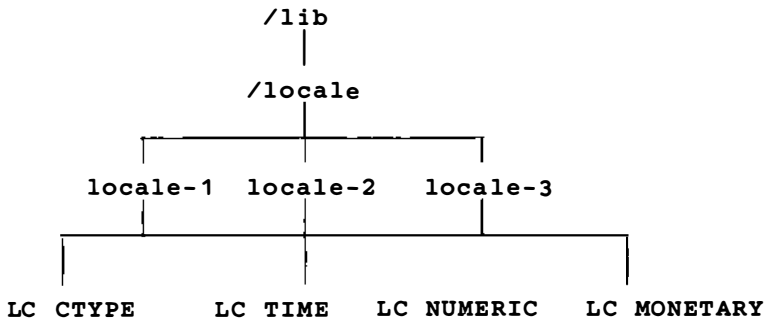 /lib
/locale
locale-1 locale-2 locale-3
LC CTYPE LC TIME LC NUMERIC LC MONETARY